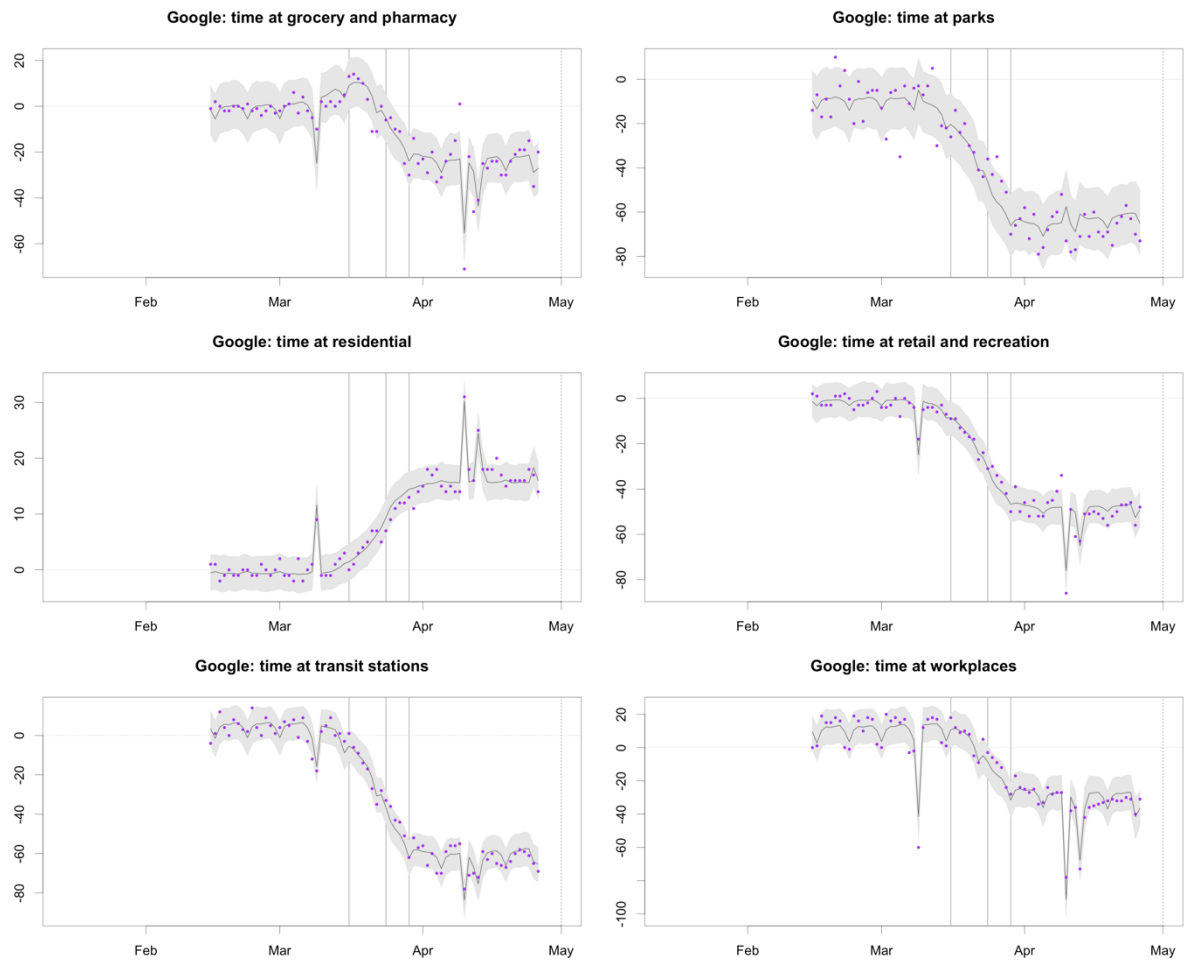 Google: time at grocery and pharmacy
20
0
-20
-40
-60
Feb Mar Apr May
Google: time at parks
0
-20
-40
-60
-80
Feb Mar Apr May
Google: time at residential
30
20
10
0
Feb Mar Apr May
Google: time at retail and recreation
0
-20
-40
-60
-80
Feb Mar Apr May
Google: time at transit stations
0
-20
-40
-60
-80
Feb Mar Apr May
Google: time at workplaces
20
0
-20
-60
-100
Feb Mar Apr May